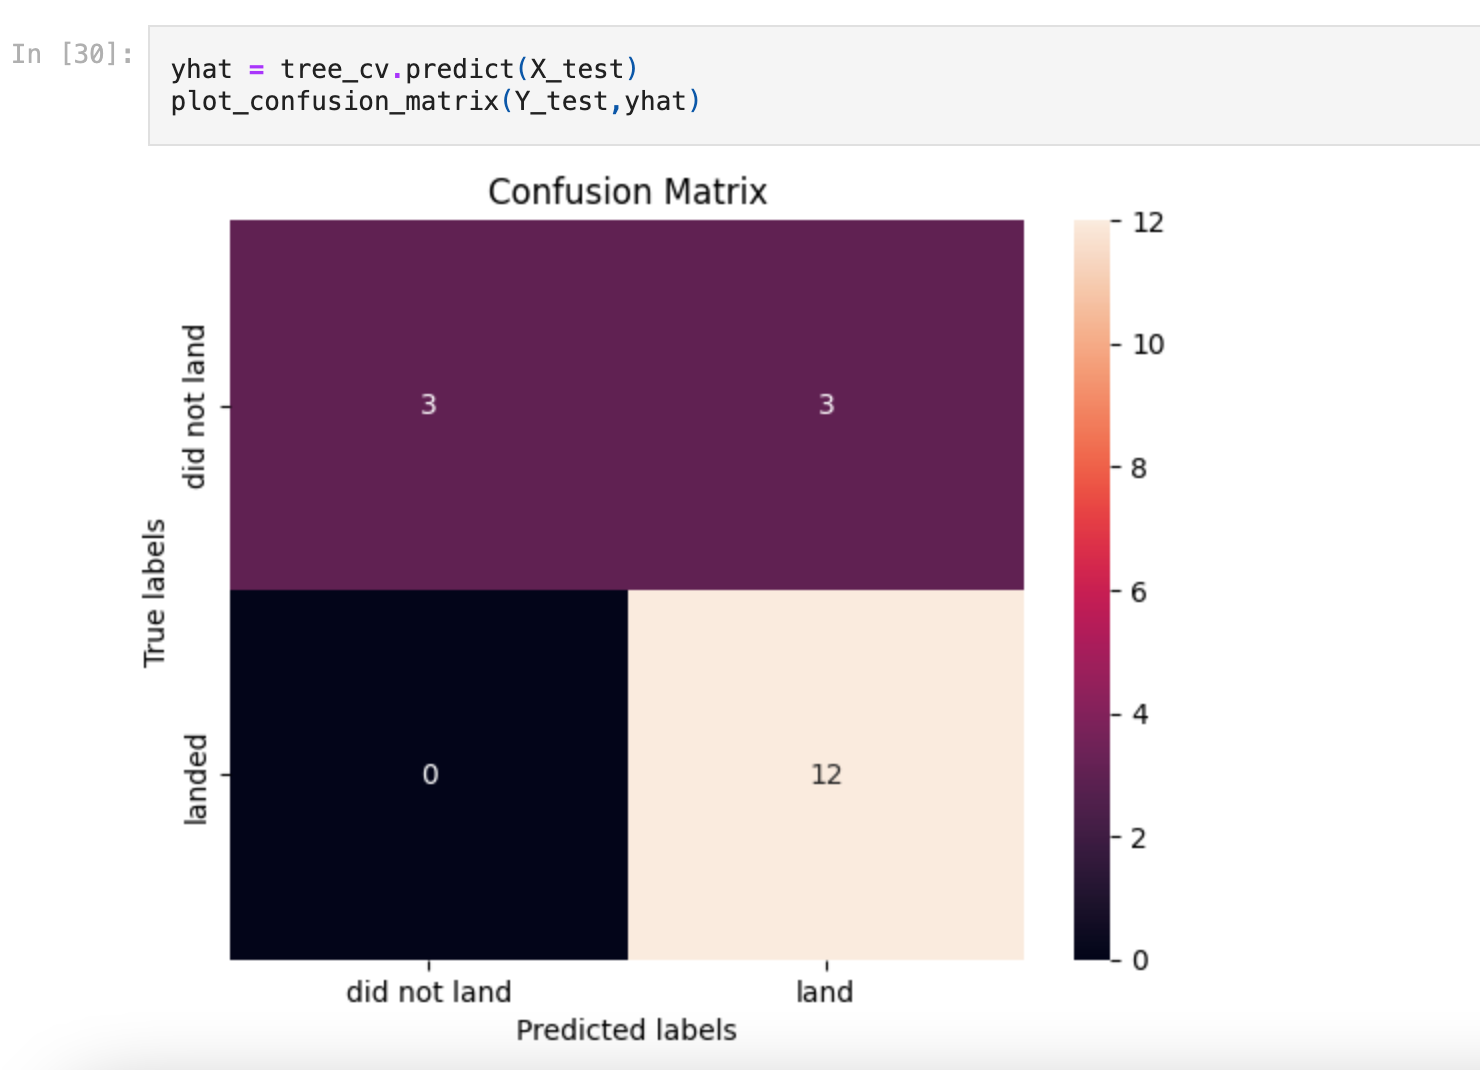 In [30]:
yhat = tree_cv.predict(X_test)
plot_confusion_matrix(Y_test,yhat)
Confusion Matrix
True labels
did not land
landed
3
3
0
12
did not land
land
Predicted labels
12
10
8
6
4
2
0